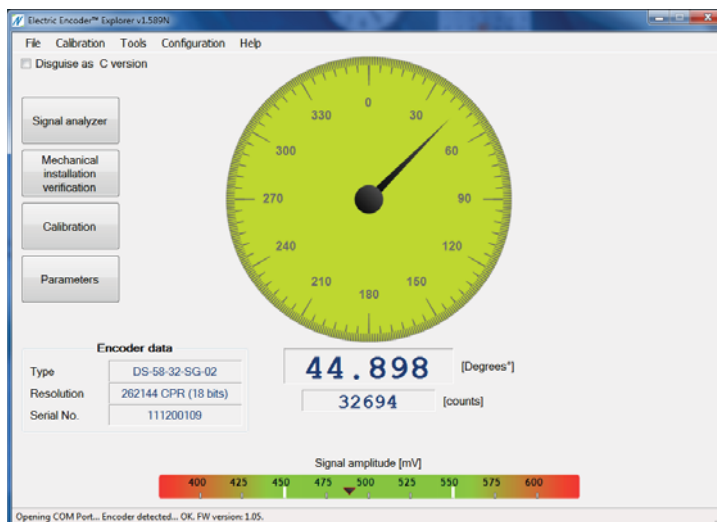 Electric Encoder™ Explorer v1.589N
File Calibration Tools Configuration Help
Disguise as C version
Signal analyzer
Mechanical
installation
verification
Calibration
Parameters
0
30
60
90
120
150
180
210
240
270
300
330
Encoder data
Type DS-58-32-SG-02
Resolution 262144 CPR (18 bits)
Serial No. 111200109
44.898 [Degrees°]
32694 [counts]
Signal amplitude [mV]
400 425 450 475 500 525 550 575 600
Opening COM Port... Encoder detected... OK. FW version: 1.05.